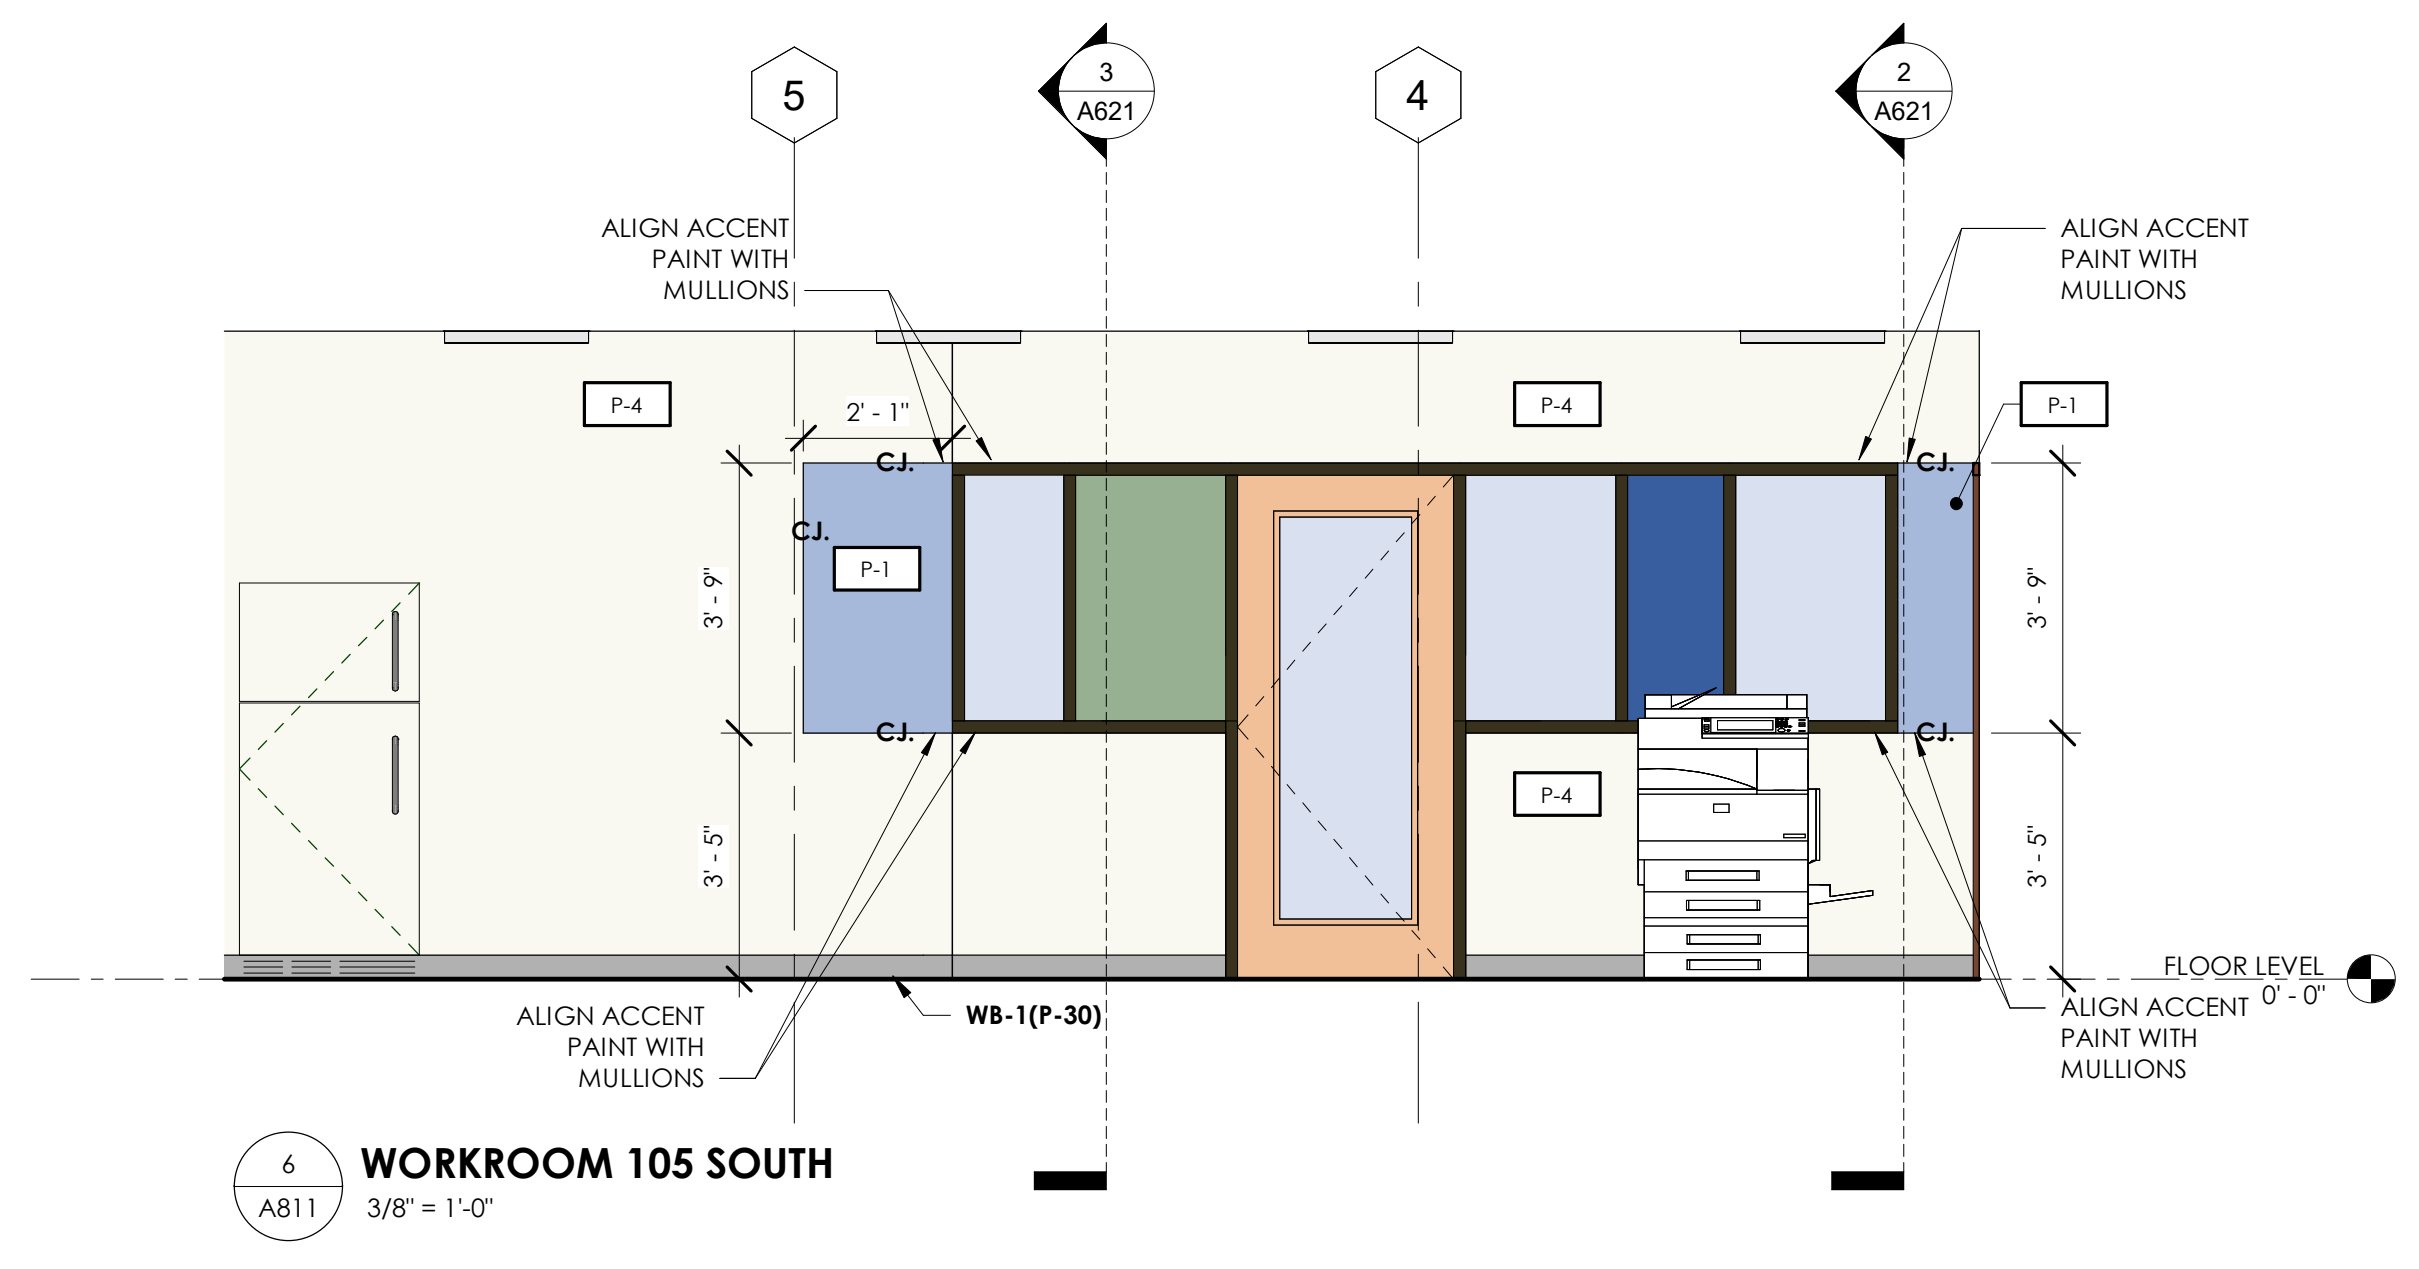 5
3
A621
4
2
A621
ALIGN ACCENT
PAINT WITH
MULLIONS
ALIGN ACCENT
PAINT WITH
MULLIONS
P-4
2' - 1"
P-4
P-1
CJ.
CJ.
CJ.
P-1
3' - 9"
3' - 9"
CJ.
CJ.
P-4
3' - 5"
3' - 5"
FLOOR LEVEL
0' - 0"
ALIGN ACCENT
PAINT WITH
MULLIONS
WB-1(P-30)
ALIGN ACCENT
PAINT WITH
MULLIONS
6
A811
WORKROOM 105 SOUTH
3/8" = 1'-0"